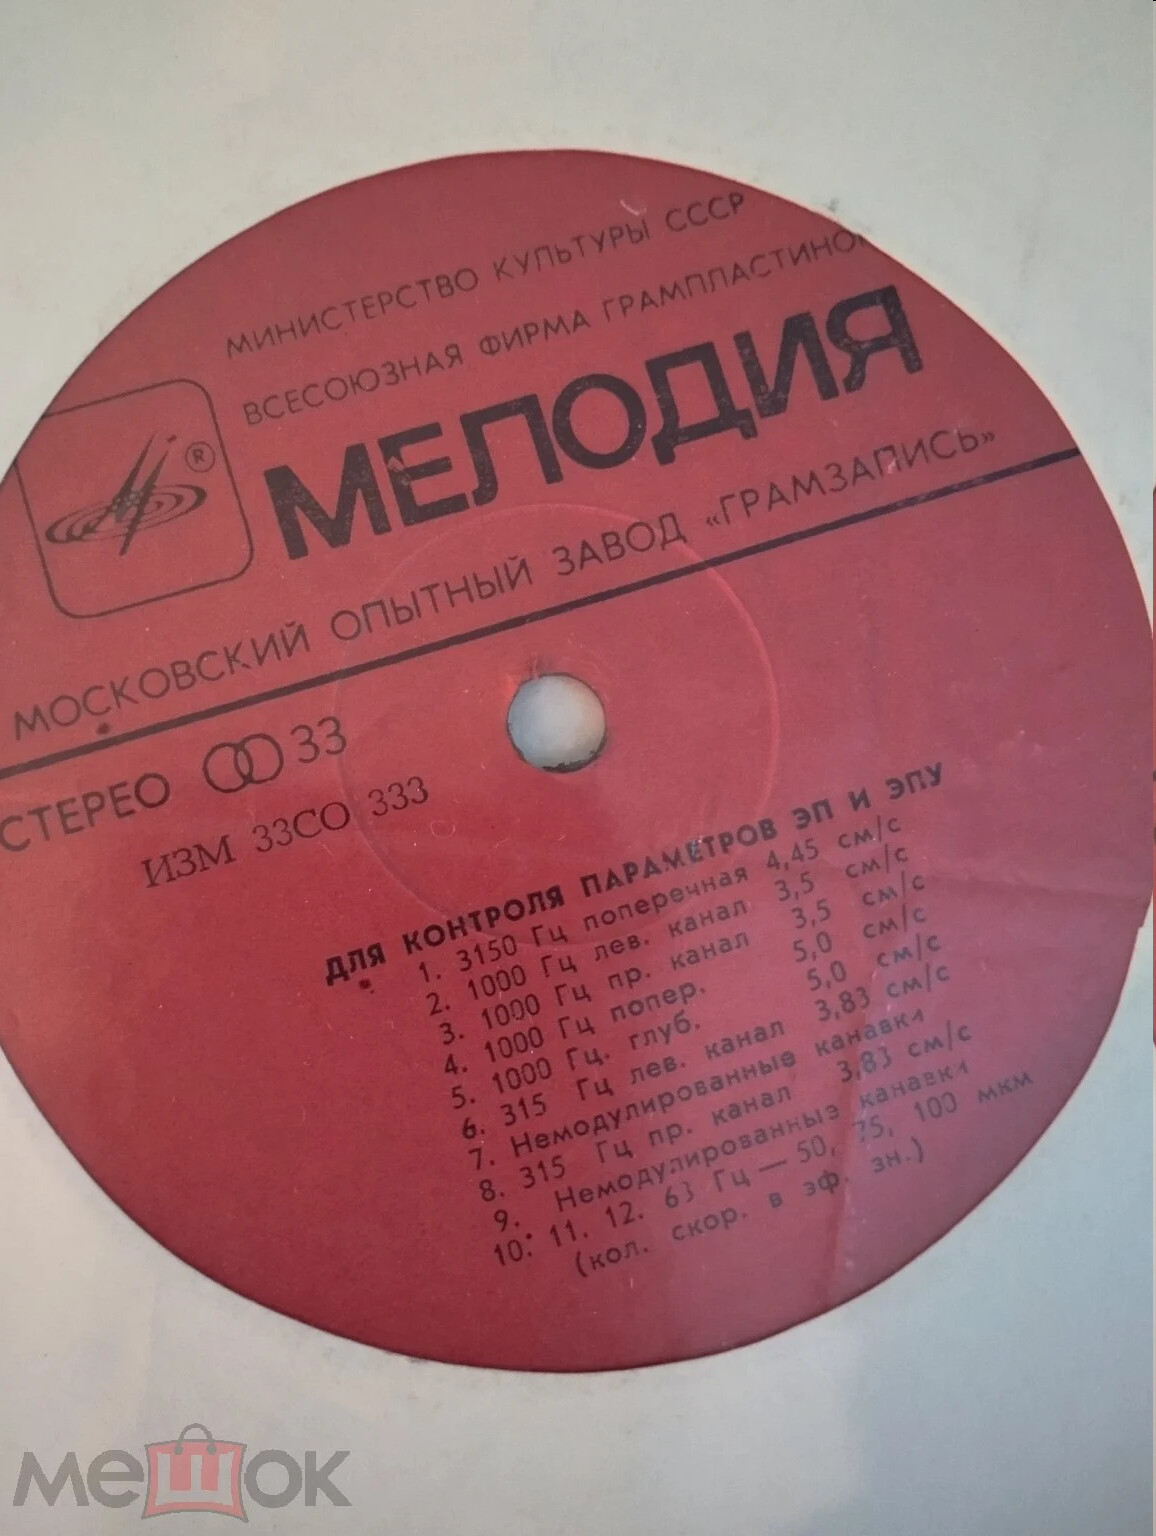 МИНИСТЕРСТВО КУЛЬТУРЫ СССР
ВСЕСОЮЗНАЯ ФИРМА ГРАМПЛАСТИНОК
®
МЕЛОДИЯ
МОСКОВСКИЙ ОПЫТНЫЙ ЗАВОД «ГРАМЗАПИСЬ»
СТЕРЕО 33
ИЗМ 33СО 333
ДЛЯ КОНТРОЛЯ ПАРАМЕТРОВ ЭП И ЭПУ
1. 3150 Гц поперечная 4,45 см/с
2. 1000 Гц лев. канал 3,5 см/с
3. 1000 Гц пр. канал 3,5 см/с
4. 1000 Гц попер. 5,0 см/с
5. 1000 Гц. глуб. 5,0 см/с
6. 315 Гц лев. канал 3,83 см/с
7. Немодулированные канавки
8. 315 Гц пр. канал 3,83 см/с
9. Немодулированные канавки
10: 11. 12. 63 Гц — 50, 75, 100 мкм
(кол. скор. в эф. зн.)
мешок